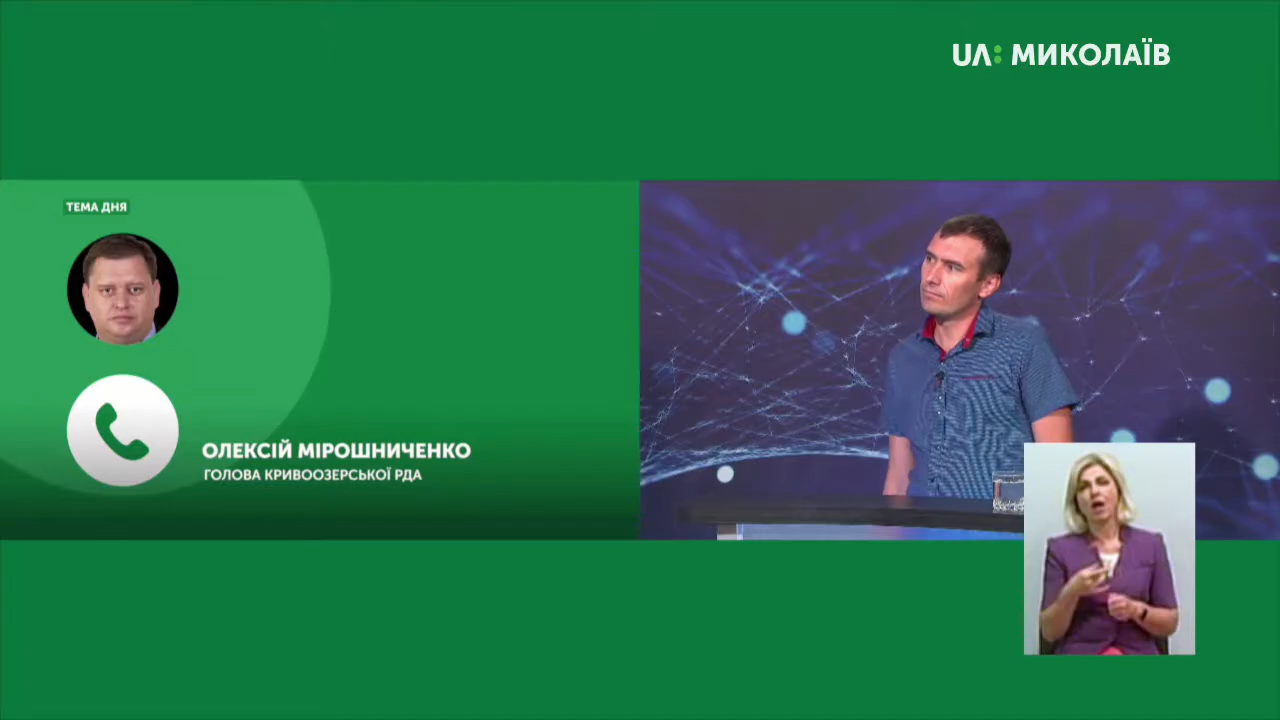 UA: МИКОЛАЇВ
ТЕМА ДНЯ
ОЛЕКСІЙ МІРОШНИЧЕНКО
ГОЛОВА КРИВООЗЕРСЬКОЇ РДА